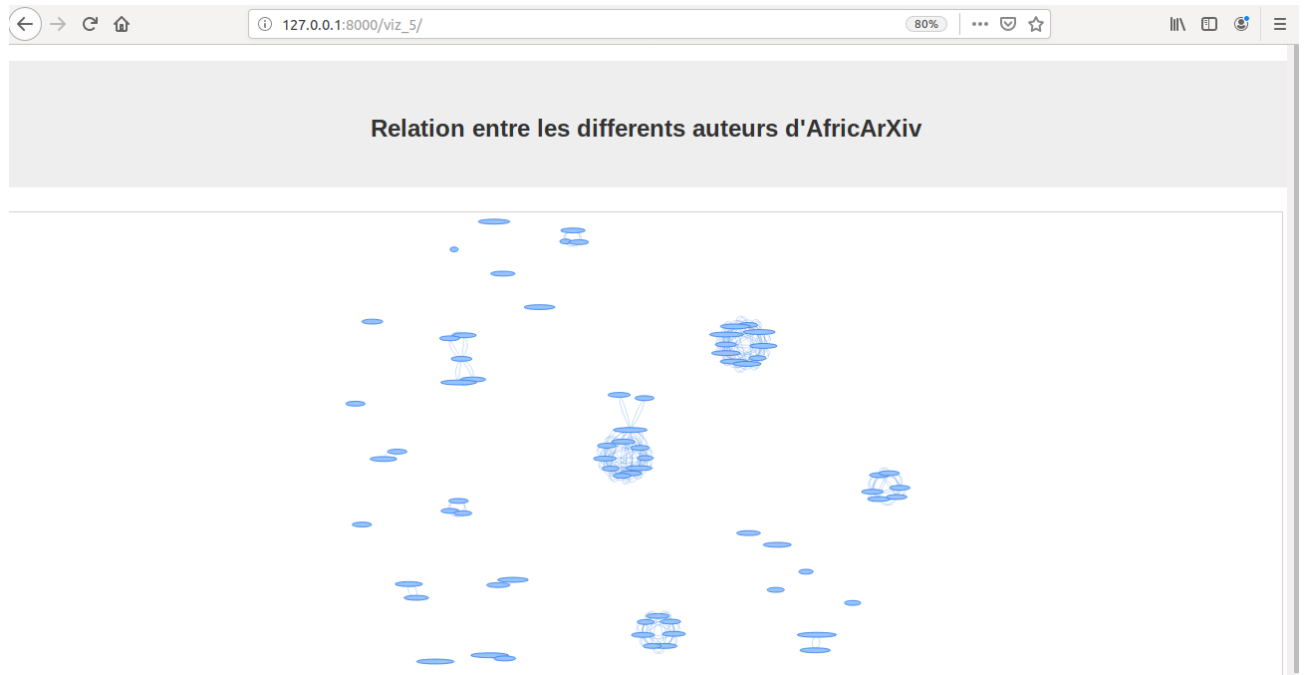 127.0.0.1:8000/viz_5/
80%
Relation entre les differents auteurs d'AfricArXiv